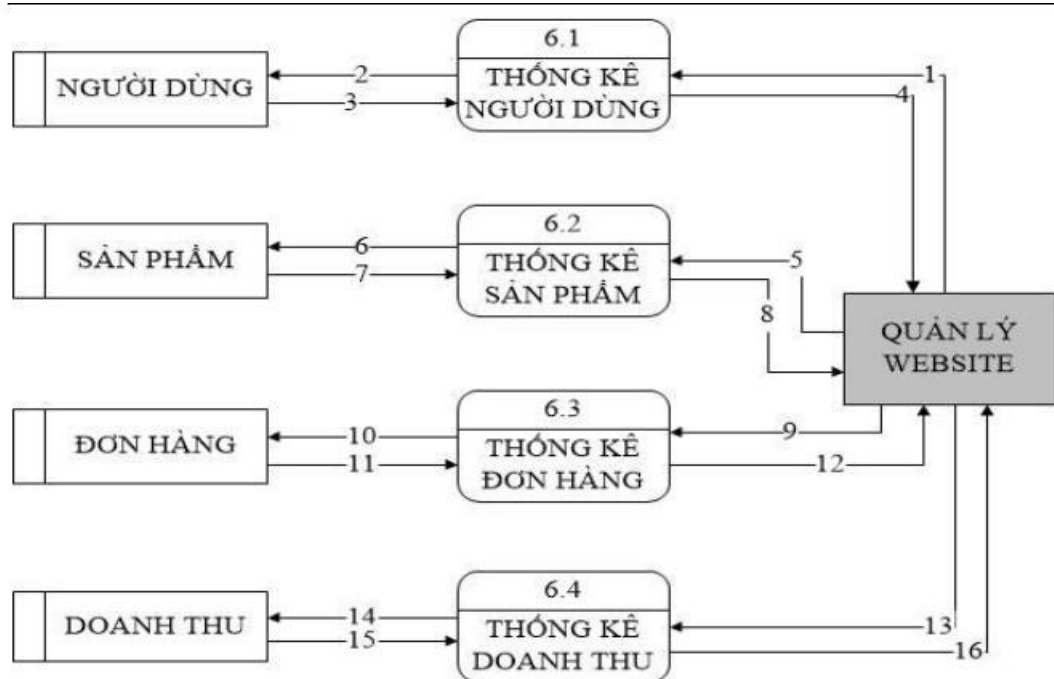 6.1
NGƯỜI DÙNG
2
3
THỐNG KÊ
NGƯỜI DÙNG
1
4
6.2
SẢN PHẨM
6
7
THỐNG KÊ
SẢN PHẨM
5
8
QUẢN LÝ
WEBSITE
6.3
ĐƠN HÀNG
10
11
THỐNG KÊ
ĐƠN HÀNG
9
12
6.4
DOANH THU
14
15
THỐNG KÊ
DOANH THU
13
16